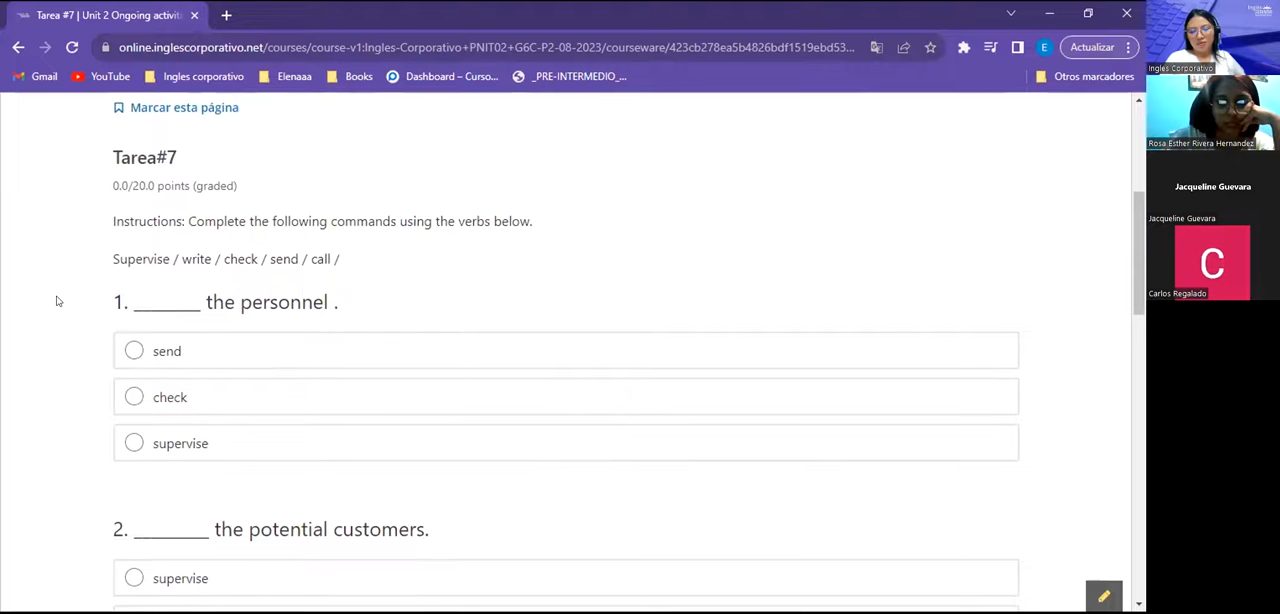 Tarea #7 | Unit 2 Ongoing activiti
online.inglescorporativo.net/courses/course-v1:Ingles-Corporativo+PNIT02+G6C-P2-08-2023/courseware/423cb278ea5b4826bdf1519ebd53...
E
Actualizar
Gmail
YouTube
Ingles corporativo
Elenaaa
Books
Dashboard – Curso...
_PRE-INTERMEDIO_...
Otros marcadores
Marcar esta página
Tarea#7
0.0/20.0 points (graded)
Instructions: Complete the following commands using the verbs below.
Supervise / write / check / send / call /
1. ________ the personnel .
send
check
supervise
2. _________ the potential customers.
supervise
Ingles Corporativo
Rosa Esther Rivera Hernandez
Jacqueline Guevara
Jacqueline Guevara
C
Carlos Regalado